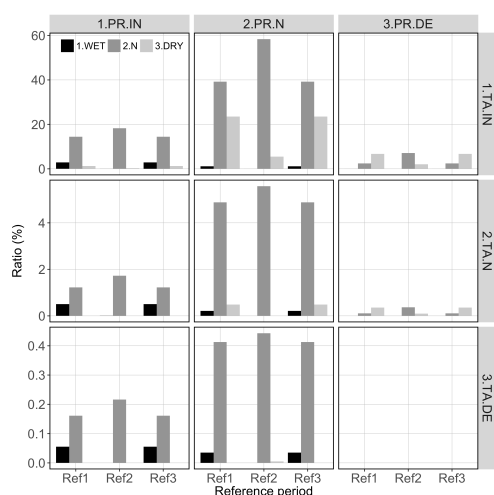 1.PR.IN 2.PR.N 3.PR.DE
1.WET 2.N 3.DRY
60
40
20
0
1.TA.IN
4
2
0
2.TA.N
0.4
0.3
0.2
0.1
0.0
3.TA.DE
Ratio (%)
Ref1 Ref2 Ref3 Ref1 Ref2 Ref3 Ref1 Ref2 Ref3
Reference period